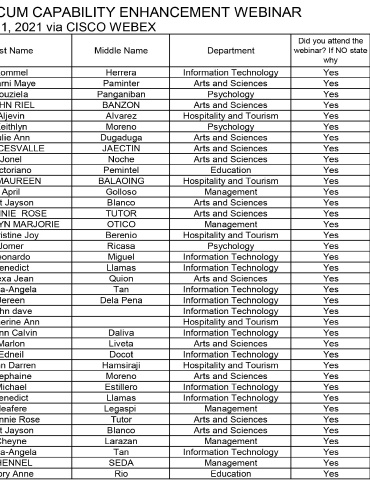 CUM CAPABILITY ENHANCEMENT WEBINAR
1, 2021 via CISCO WEBEX
st Name Middle Name Department Did you attend the webinar? If NO state why
ommel Herrera Information Technology Yes
rmi Maye Paminter Arts and Sciences Yes
ouziela Panganiban Psychology Yes
HN RIEL BANZON Arts and Sciences Yes
Aljevin Alvarez Hospitality and Tourism Yes
eithlyn Moreno Psychology Yes
ulie Ann Dugaduga Arts and Sciences Yes
CESVALLE JAECTIN Arts and Sciences Yes
Jonel Noche Arts and Sciences Yes
ctoriano Pemintel Education Yes
MAUREEN BALAOING Hospitality and Tourism Yes
April Golloso Management Yes
t Jayson Blanco Arts and Sciences Yes
NNIE ROSE TUTOR Arts and Sciences Yes
YN MARJORIE OTICO Management Yes
ristine Joy Berenio Hospitality and Tourism Yes
Jomer Ricasa Psychology Yes
eonardo Miguel Information Technology Yes
enedict Llamas Information Technology Yes
exa Jean Quion Arts and Sciences Yes
a-Angela Tan Information Technology Yes
Jereen Dela Pena Information Technology Yes
hn dave Information Technology Yes
herine Ann Hospitality and Tourism Yes
nn Calvin Daliva Information Technology Yes
Marlon Liveta Arts and Sciences Yes
Edneil Docot Information Technology Yes
n Darren Hamsiraji Hospitality and Tourism Yes
ephaine Moreno Arts and Sciences Yes
Michael Estillero Information Technology Yes
enedict Llamas Information Technology Yes
leafere Legaspi Management Yes
nnie Rose Tutor Arts and Sciences Yes
t Jayson Blanco Arts and Sciences Yes
Cheyne Larazan Management Yes
a-Angela Tan Information Technology Yes
HENNEL SEDA Management Yes
ory Anne Rio Education Yes